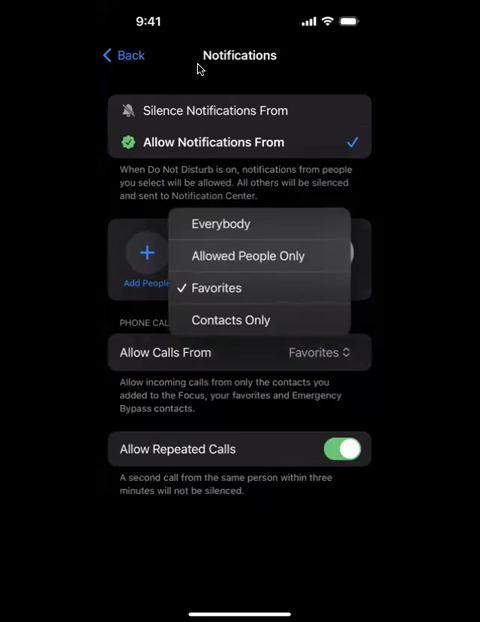 9:41
Back
Notifications
Silence Notifications From
Allow Notifications From
When Do Not Disturb is on, notifications from people
you select will be allowed. All others will be silenced
and sent to Notification Center.
Everybody
Add People
Allowed People Only
Favorites
Contacts Only
PHONE CAL
Allow Calls From
Favorites
Allow incoming calls from only the contacts you
added to the Focus, your favorites and Emergency
Bypass contacts.
Allow Repeated Calls
A second call from the same person within three
minutes will not be silenced.